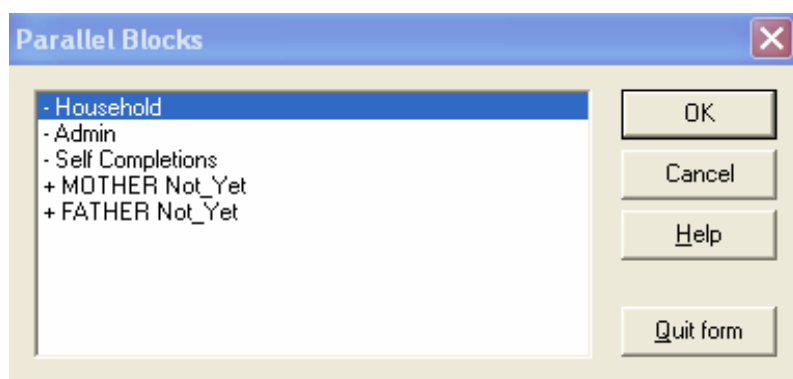 Parallel Blocks
- Household
- Admin
- Self Completions
+ MOTHER Not_Yet
+ FATHER Not_Yet
OK
Cancel
Help
Quit form